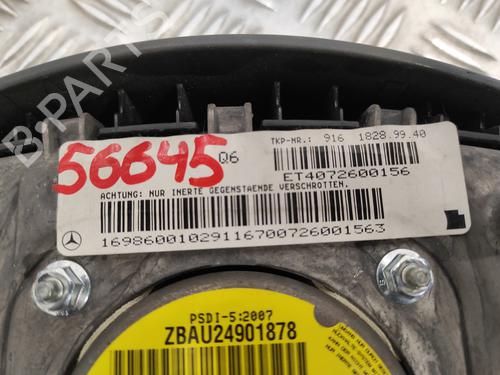 56645
Q6
TKP-NR.: 916 1828.99.40
ET4072600156
ACHTUNG: NUR INERTE GEGENSTAENDE VERSCHROTTEN.
16986001029116700726001563
PSDI-5:2007
ZBAU24901878